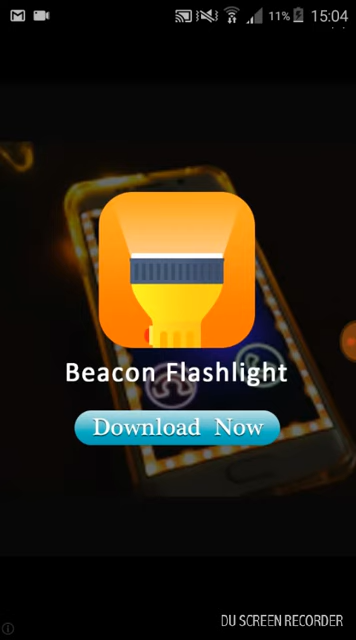 11% 15:04
Beacon Flashlight
Download Now
DU SCREEN RECORDER